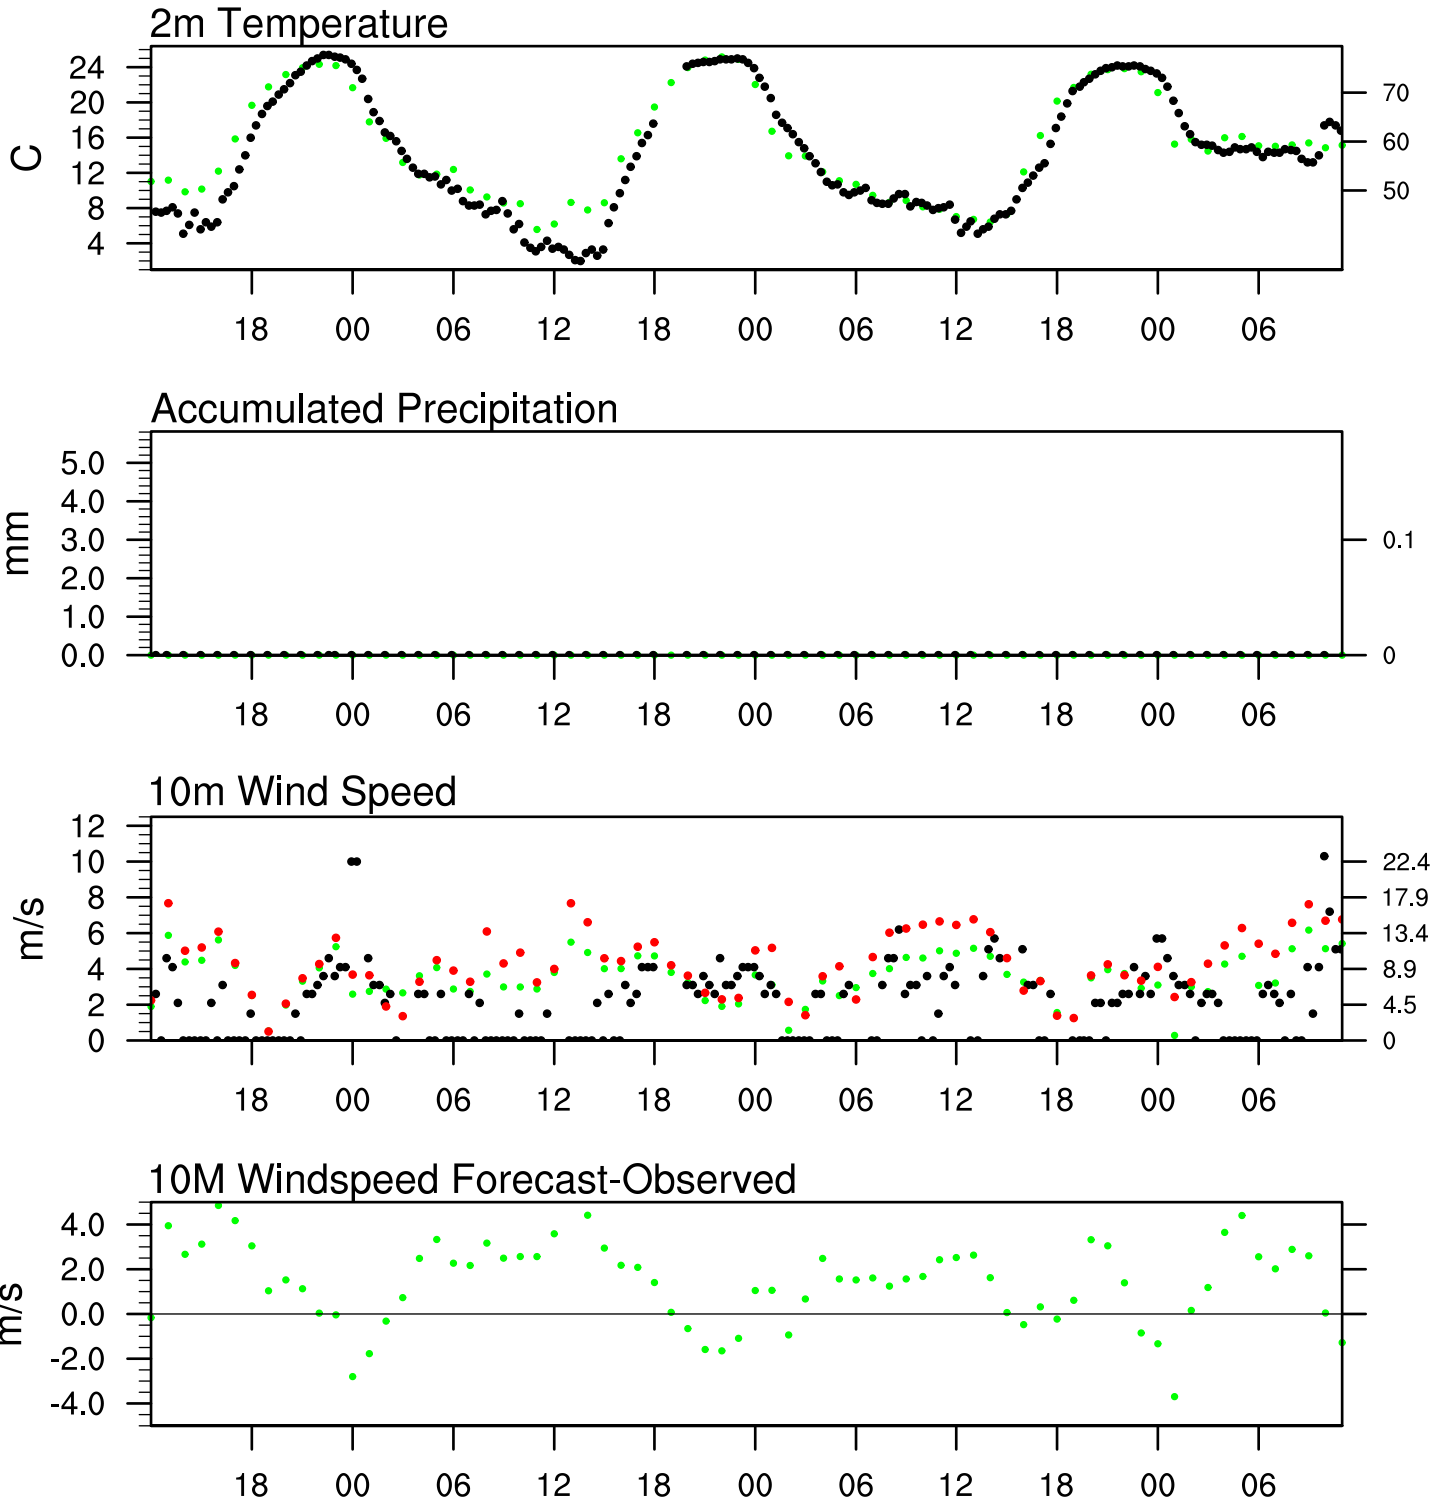 2m Temperature
C
24
20
16
12
8
4
70
60
50
18 00 06 12 18 00 06 12 18 00 06
Accumulated Precipitation
mm
5.0
4.0
3.0
2.0
1.0
0.0
0.1
0
18 00 06 12 18 00 06 12 18 00 06
10m Wind Speed
m/s
12
10
8
6
4
2
0
22.4
17.9
13.4
8.9
4.5
0
18 00 06 12 18 00 06 12 18 00 06
10M Windspeed Forecast-Observed
m/s
4.0
2.0
0.0
-2.0
-4.0
18 00 06 12 18 00 06 12 18 00 06